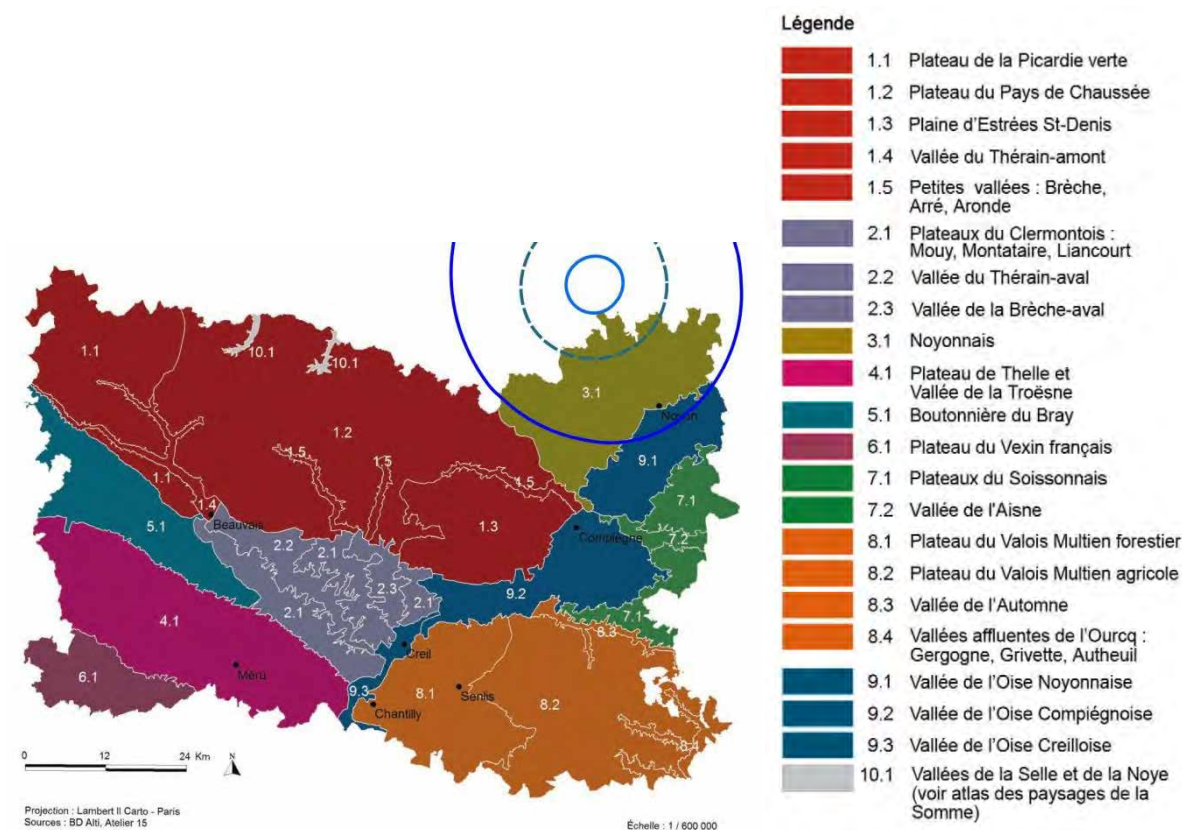 Légende
1.1 Plateau de la Picardie verte
1.2 Plateau du Pays de Chaussée
1.3 Plaine d'Estrées St-Denis
1.4 Vallée du Thérain-amont
1.5 Petites vallées : Brèche,
Arré, Aronde
2.1 Plateaux du Clermontois :
Mouy, Montataire, Liancourt
2.2 Vallée du Thérain-aval
2.3 Vallée de la Brèche-aval
3.1 Noyonnais
4.1 Plateau de Thelle et
Vallée de la Troësne
5.1 Boutonnière du Bray
6.1 Plateau du Vexin français
7.1 Plateaux du Soissonnais
7.2 Vallée de l'Aisne
8.1 Plateau du Valois Multien forestier
8.2 Plateau du Valois Multien agricole
8.3 Vallée de l'Automne
8.4 Vallées affluentes de l'Ourcq :
Gergogne, Grivette, Autheuil
9.1 Vallée de l'Oise Noyonnaise
9.2 Vallée de l'Oise Compiégnoise
9.3 Vallée de l'Oise Creilloise
10.1 Vallées de la Selle et de la Noye
(voir atlas des paysages de la
Somme)
1.1
10.1
10.1
3.1
Noyon
1.2
1.5
1.5
1.5
9.1
1.1
7.1
1.4
Beauvais
1.3
Compiègne
5.1
7.2
2.2
2.1
2.3
9.2
2.1
2.1
7.1
4.1
8.3
Creil
6.1
Méru
9.3
8.1
Senlis
8.2
Chantilly
8.4
0 12 24 Km
N
Projection : Lambert II Carto - Paris
Sources : BD Alti, Atelier 15
Échelle : 1 / 600 000